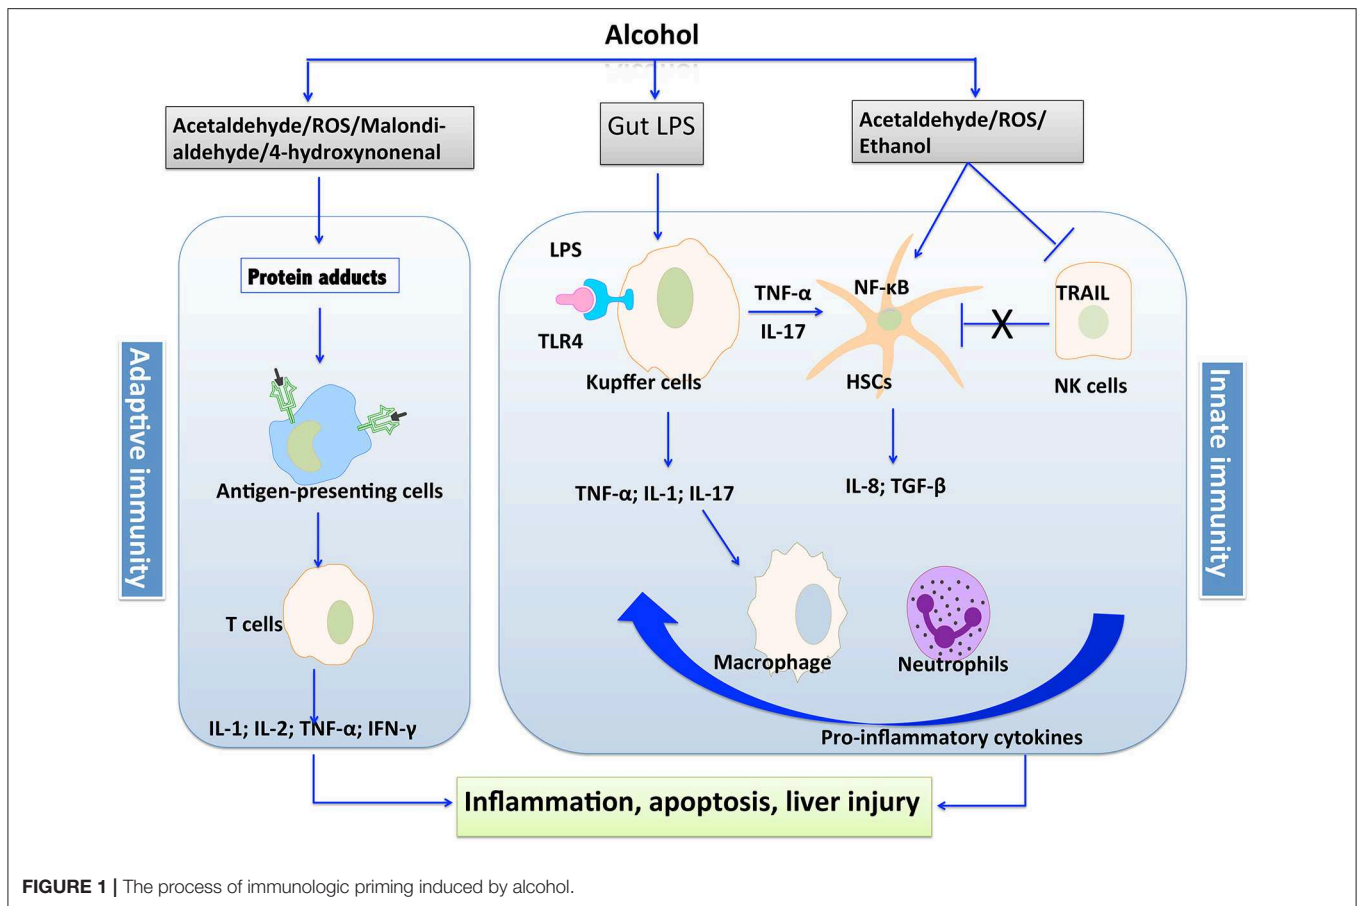 Alcohol
Acetaldehyde/ROS/Malondi-
aldehyde/4-hydroxynonenal
Gut LPS
Acetaldehyde/ROS/
Ethanol
Adaptive immunity
Protein adducts
Antigen-presenting cells
T cells
IL-1; IL-2; TNF-α; IFN-γ
LPS
TLR4
Kupffer cells
TNF-α
IL-17
NF-κB
HSCs
TRAIL
X
NK cells
TNF-α; IL-1; IL-17
IL-8; TGF-β
Macrophage
Neutrophils
Pro-inflammatory cytokines
Innate immunity
Inflammation, apoptosis, liver injury
FIGURE 1 | The process of immunologic priming induced by alcohol.